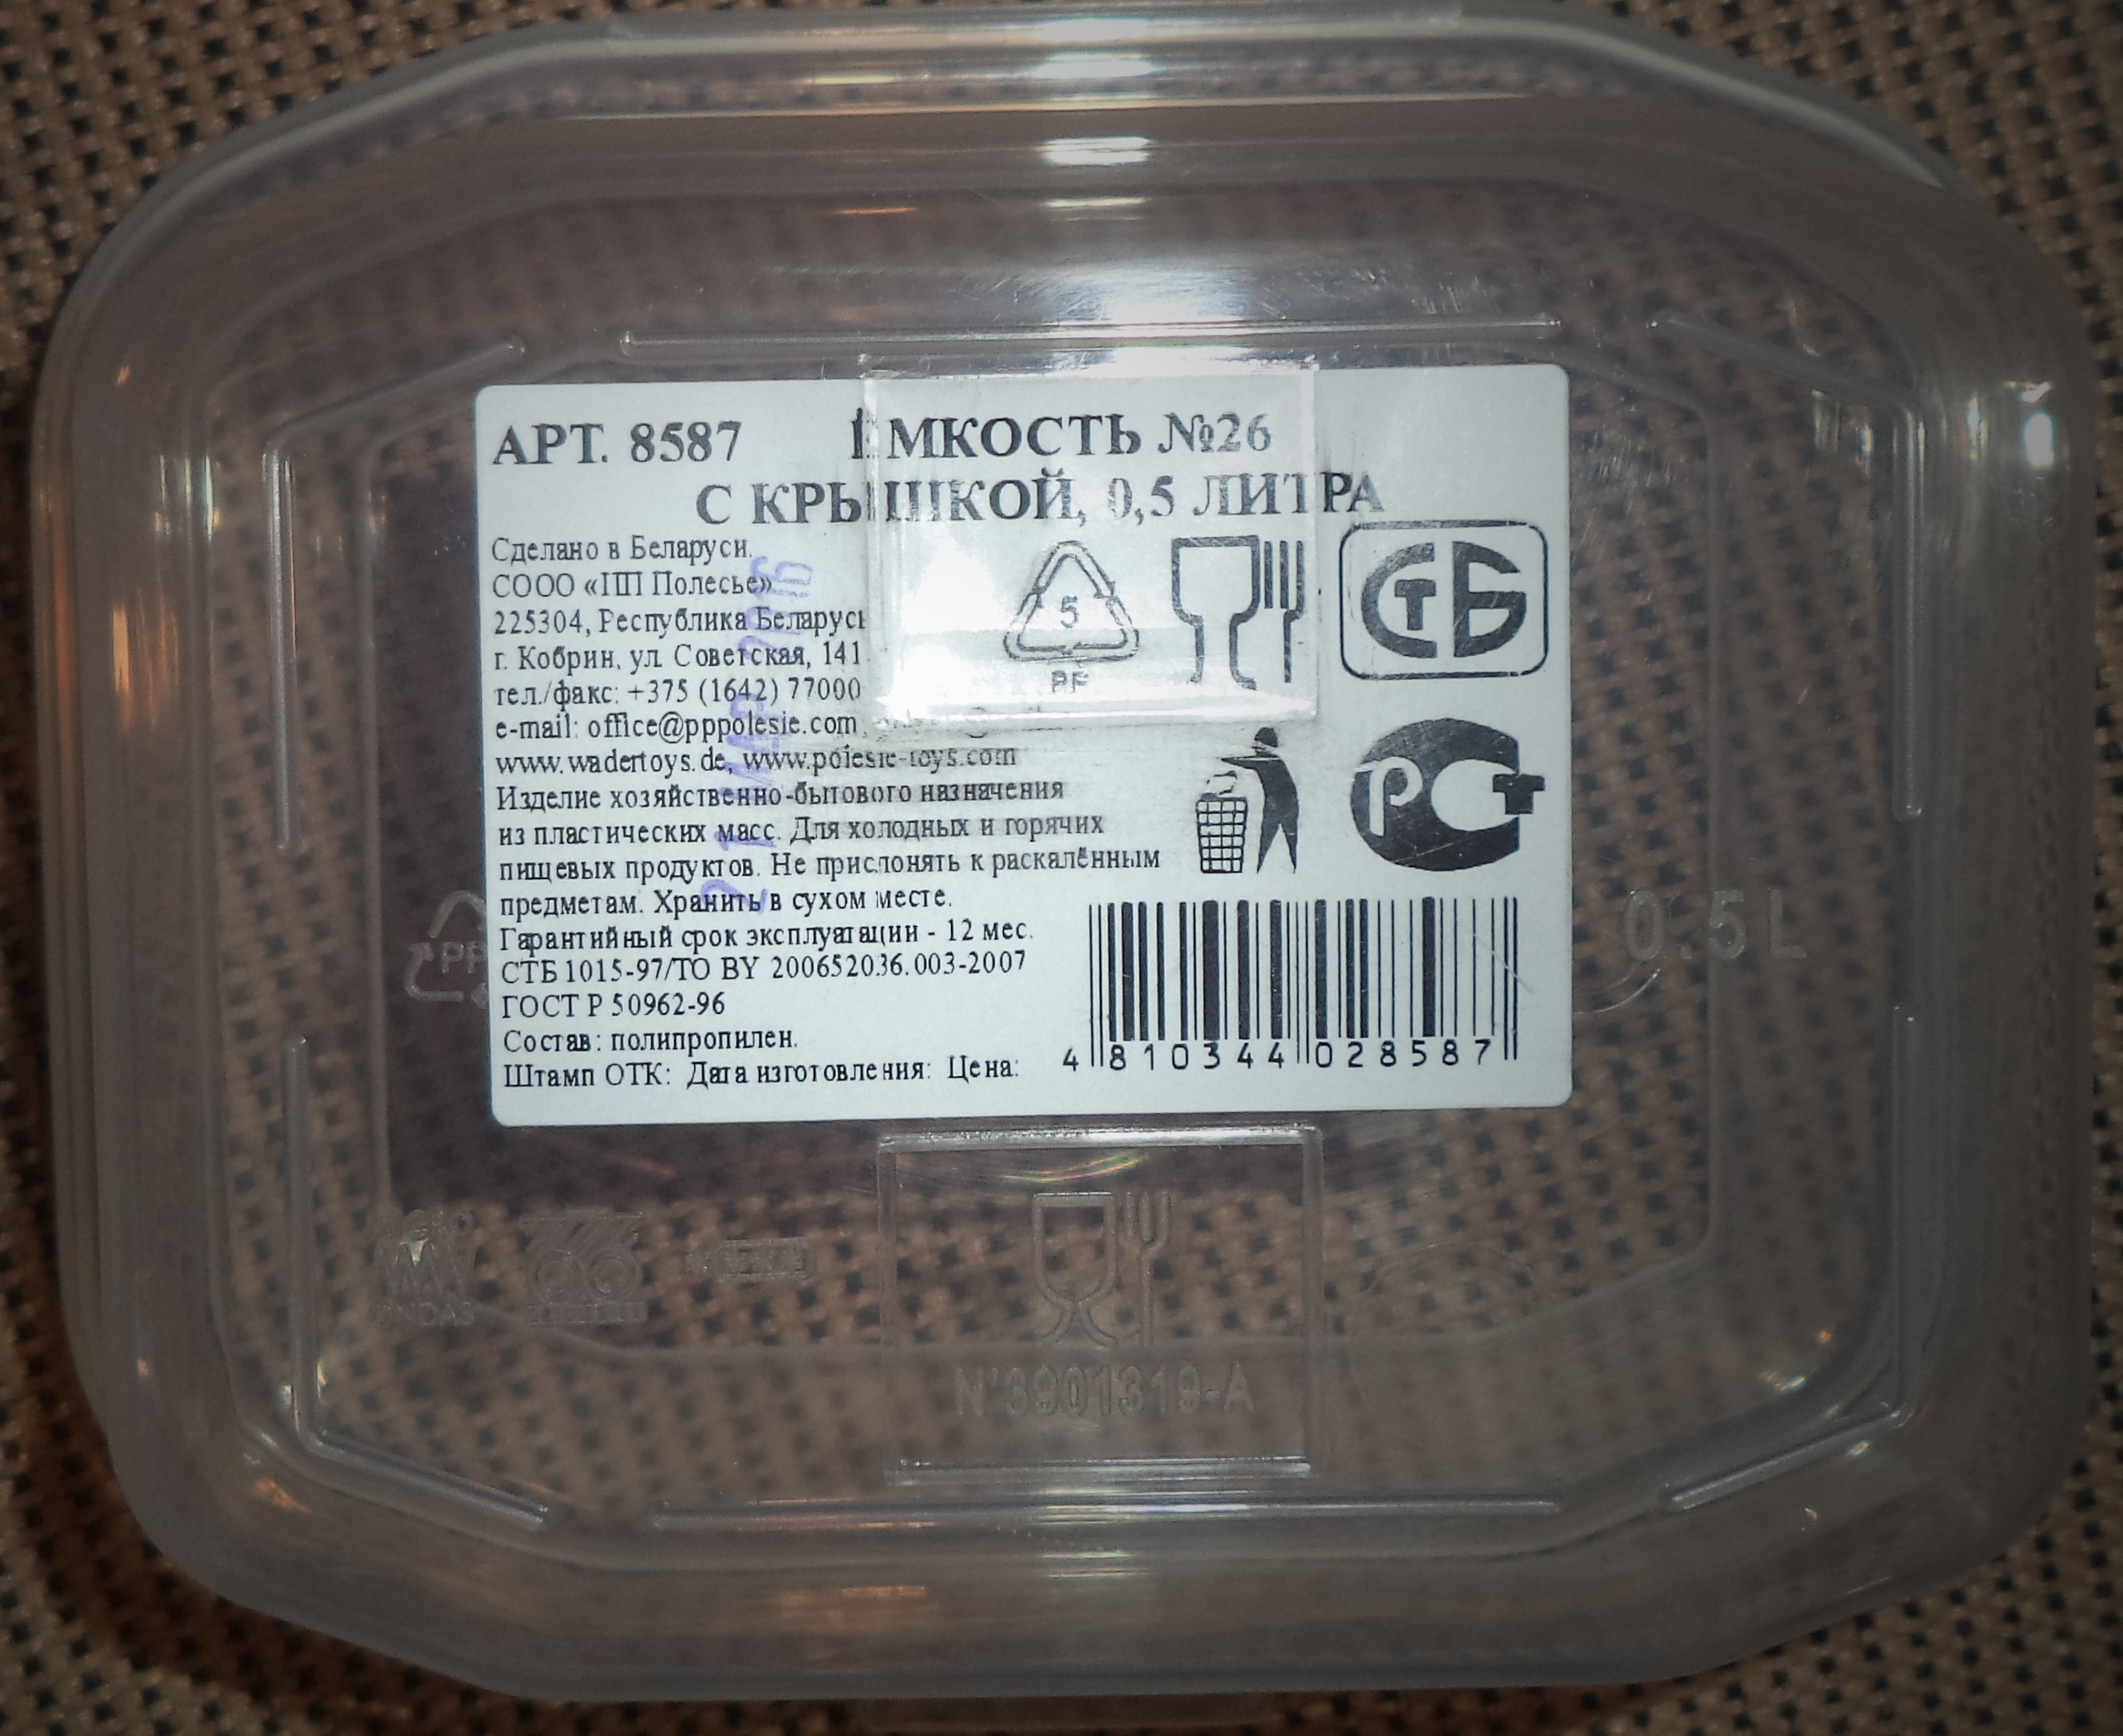 АРТ. 8587 ЕМКОСТЬ №26
С КРЫШКОЙ, 0,5 ЛИТРА
Сделано в Беларуси.
СООО «ПП Полесье»
225304, Республика Беларусь
г. Кобрин, ул. Советская, 141
тел./факс: +375 (1642) 77000
e-mail: office@pppolesie.com,
www.wadertoys.de, www.polesie-toys.com
Изделие хозяйственно-бытового назначения
из пластических масс. Для холодных и горячих
пищевых продуктов. Не прислонять к раскалённым
предметам. Хранить в сухом месте.
Гарантийный срок эксплуатации - 12 мес.
СТБ 1015-97/ТО BY 200652036.003-2007
ГОСТ Р 50962-96
Состав: полипропилен.
Штамп ОТК: Дата изготовления: Цена:
5
PP
СТБ
РСТ
4 810344 028587
PP
0.5L
N°3901319-A